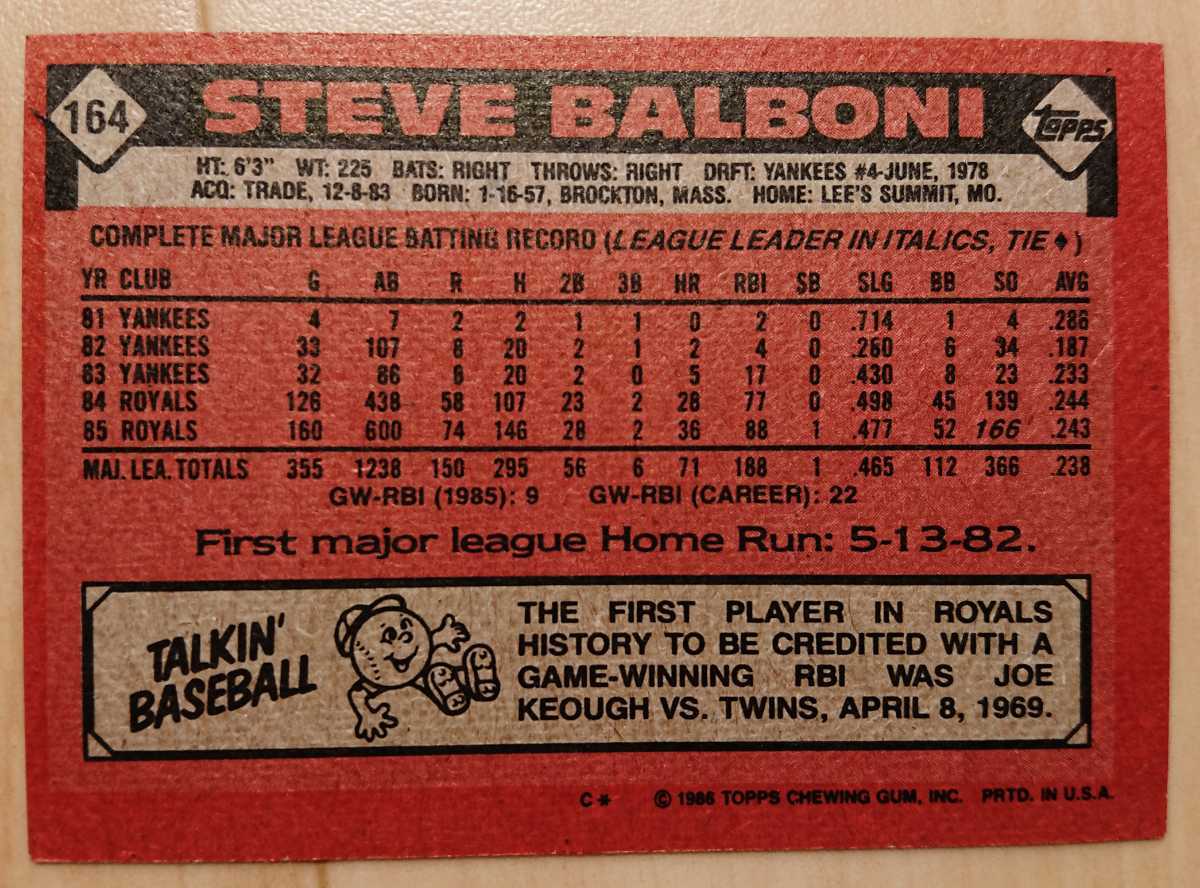 164
STEVE BALBONI
TOPPS
HT: 6'3" WT: 225 BATS: RIGHT THROWS: RIGHT DRFT: YANKEES #4-JUNE, 1978
ACQ: TRADE, 12-8-83 BORN: 1-16-57, BROCKTON, MASS. HOME: LEE'S SUMMIT, MO.
COMPLETE MAJOR LEAGUE BATTING RECORD (LEAGUE LEADER IN ITALICS, TIE ♦)
YR CLUB G AB R H 2B 3B HR RBI SB SLG BB SO AVG
81 YANKEES 4 7 2 2 1 1 0 2 0 .714 1 4 .286
82 YANKEES 33 107 8 20 2 1 2 4 0 .280 6 34 .187
83 YANKEES 32 86 8 20 2 0 5 17 0 .430 8 23 .233
84 ROYALS 126 438 58 107 23 2 28 77 0 .498 45 139 .244
85 ROYALS 160 600 74 146 28 2 36 88 1 .477 52 166 .243
MAJ. LEA. TOTALS 355 1238 150 295 56 6 71 188 1 .465 112 366 .238
GW-RBI (1985): 9 GW-RBI (CAREER): 22
First major league Home Run: 5-13-82.
TALKIN' BASEBALL
THE FIRST PLAYER IN ROYALS
HISTORY TO BE CREDITED WITH A
GAME-WINNING RBI WAS JOE
KEOUGH VS. TWINS, APRIL 8, 1969.
C* © 1986 TOPPS CHEWING GUM, INC. PRTD. IN U.S.A.